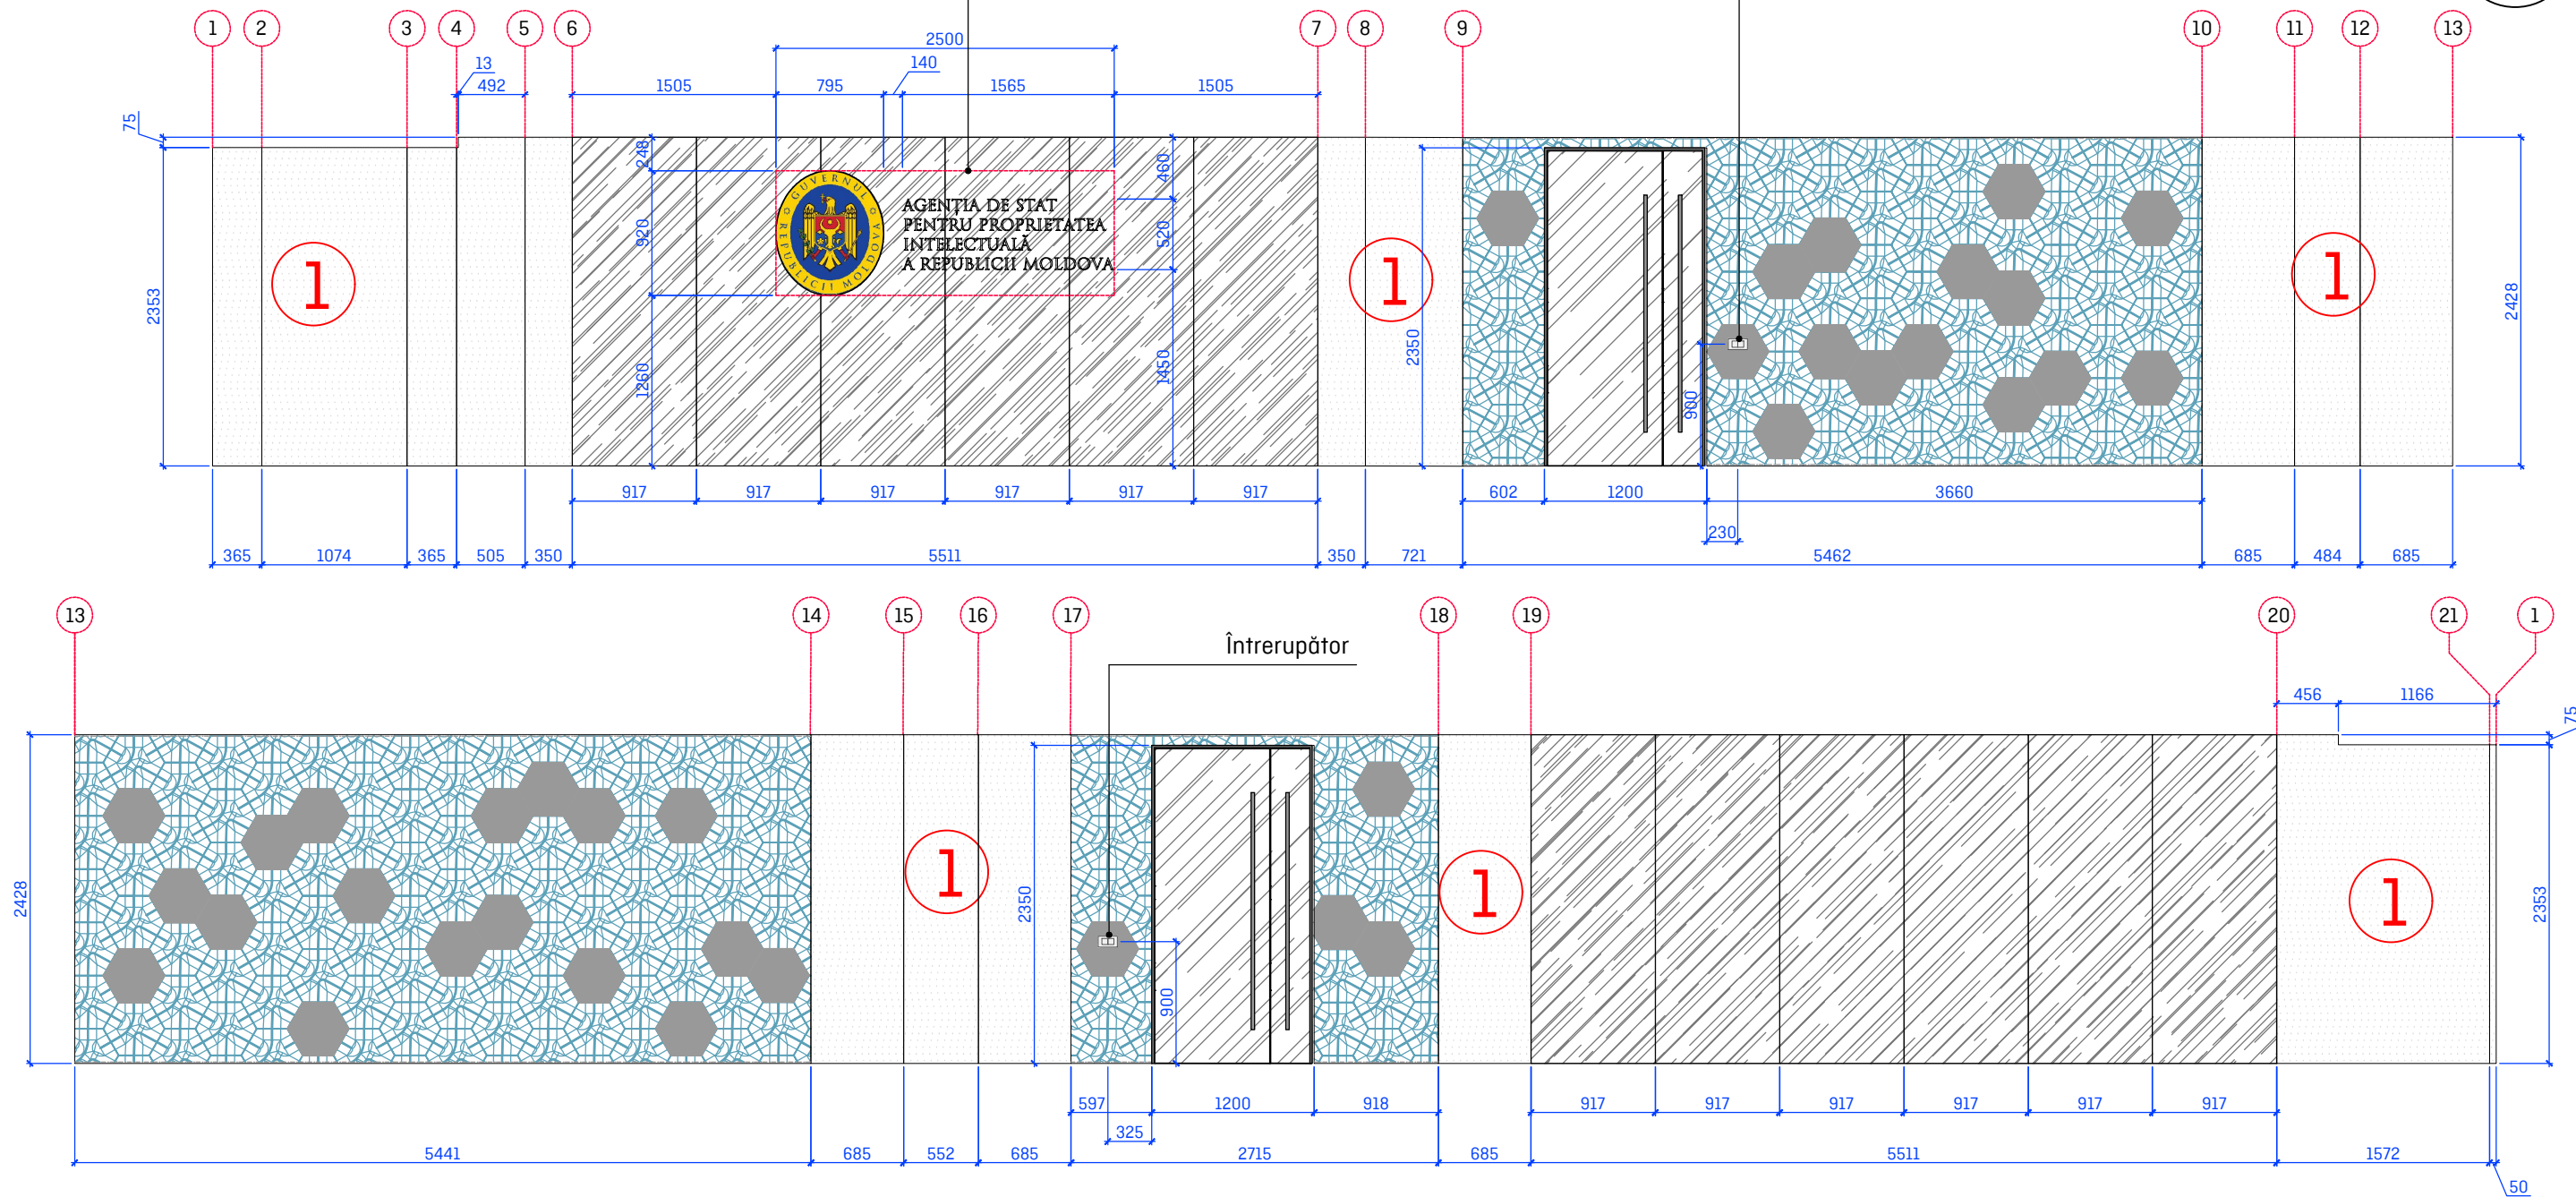 1 2 3 4 5 6 7 8 9 10 11 12 13
2500
13 140
492 1505 795 1565 1505
75
248 460
GUVERNUL
REPUBLICII MOLDOVA
AGENȚIA DE STAT
PENTRU PROPRIETATEA
INTELECTUALĂ
A REPUBLICII MOLDOVA
920 520
1 1 1
2353 2350 2428
1260 1450 900
917 917 917 917 917 917 602 1200 3660
230
365 1074 365 505 350 5511 350 721 5462 685 484 685
13 14 15 16 17 18 19 20 21 1
Întrerupător
456 1166
75
1 1 1
2428 2350 2353
900
597 1200 918 917 917 917 917 917 917
325
5441 685 552 685 2715 685 5511 1572
50